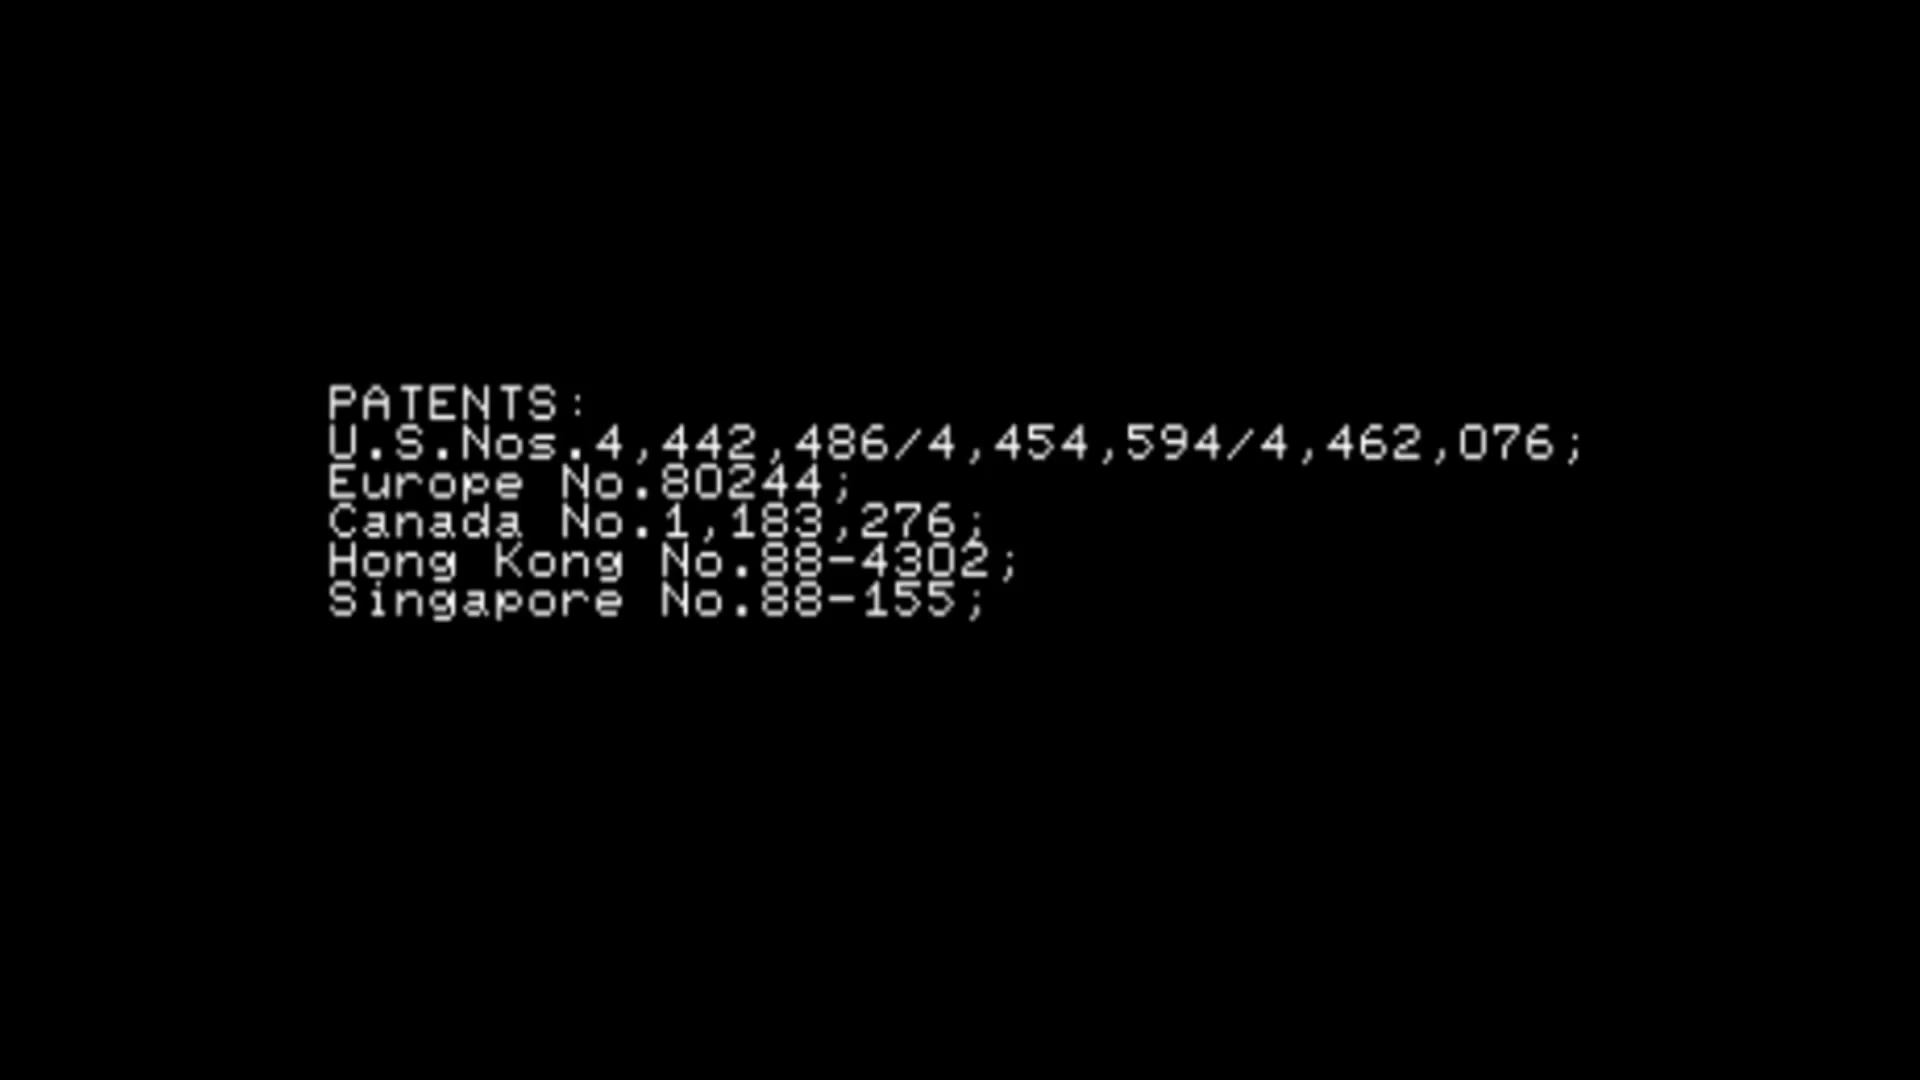 PATENTS:
U.S.Nos.4,442,486/4,454,594/4,462,076;
Europe No.80244;
Canada No.1,183,276;
Hong Kong No.88-4302;
Singapore No.88-155;